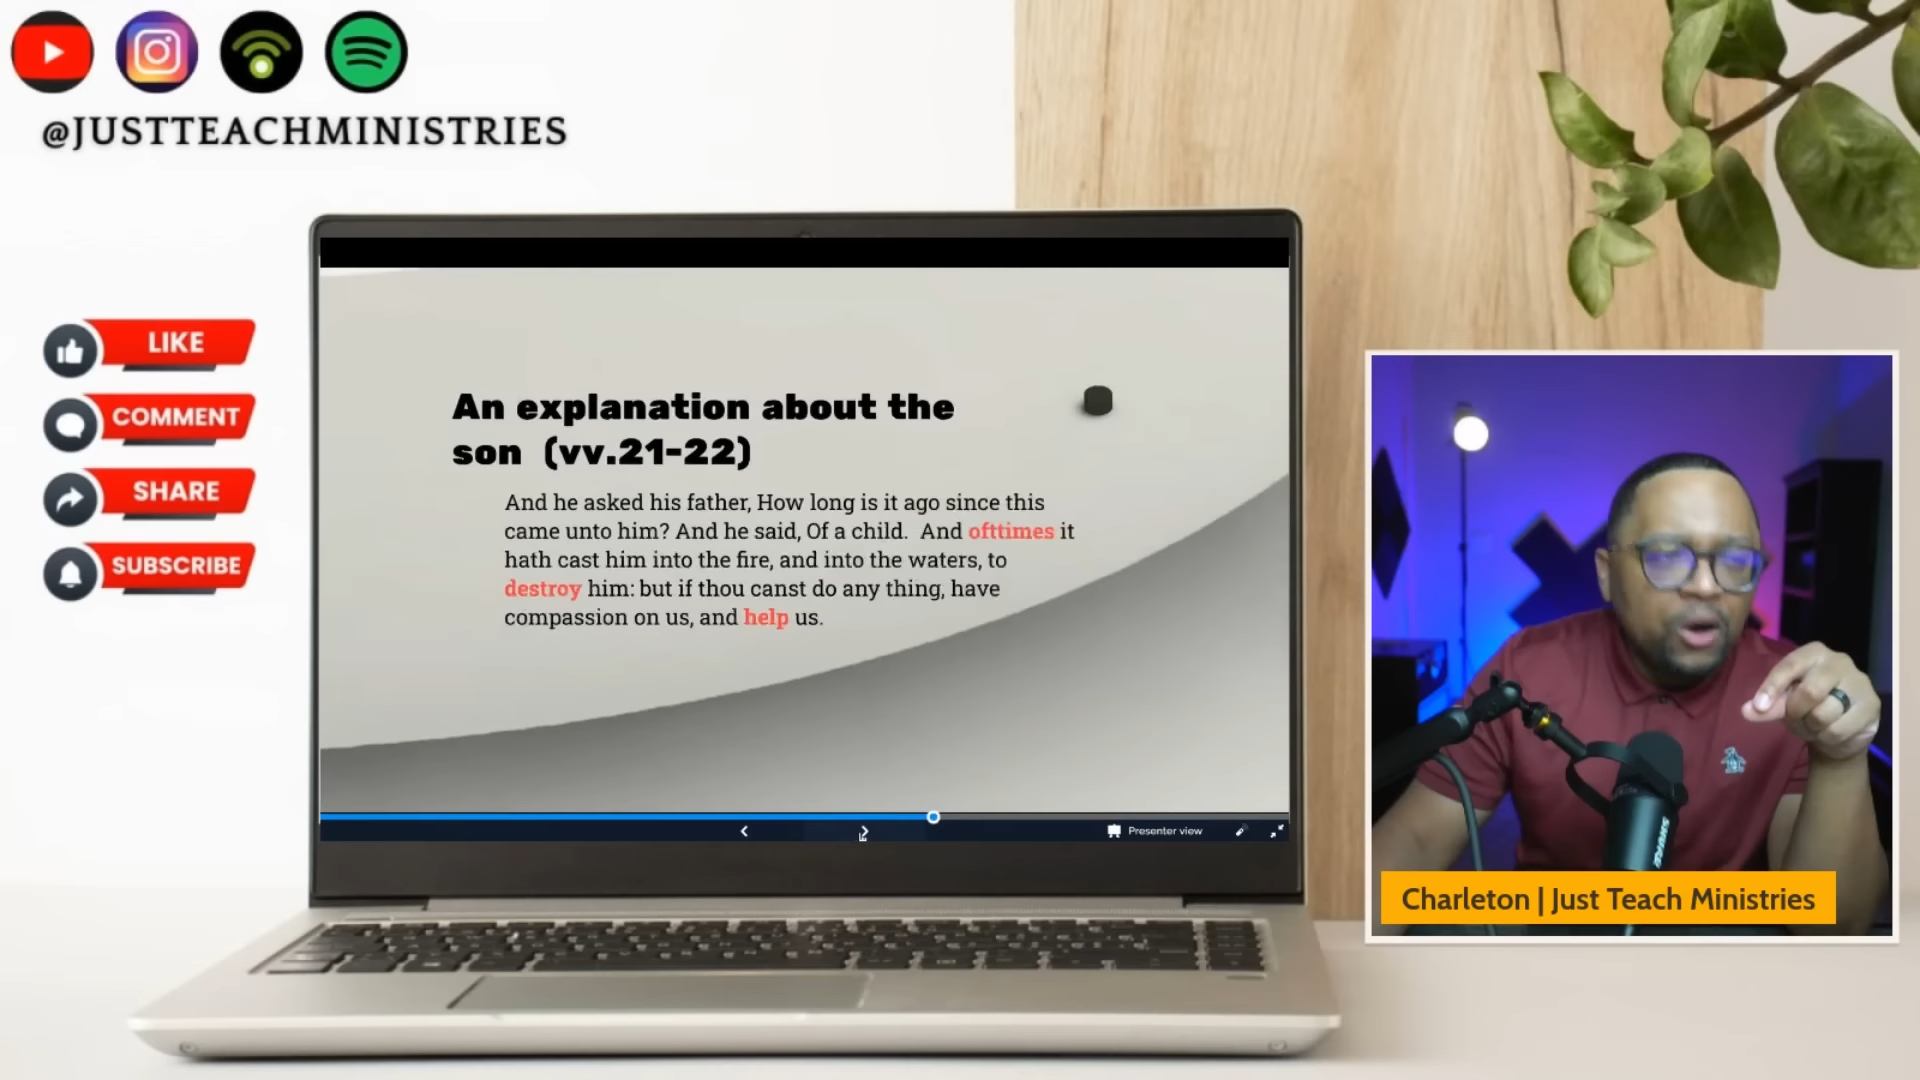 @JUSTTEACHMINISTRIES
LIKE
COMMENT
SHARE
SUBSCRIBE
An explanation about the
son (vv.21-22)
And he asked his father, How long is it ago since this
came unto him? And he said, Of a child. And ofttimes it
hath cast him into the fire, and into the waters, to
destroy him: but if thou canst do any thing, have
compassion on us, and help us.
Presenter view
SHURE
Charleton | Just Teach Ministries